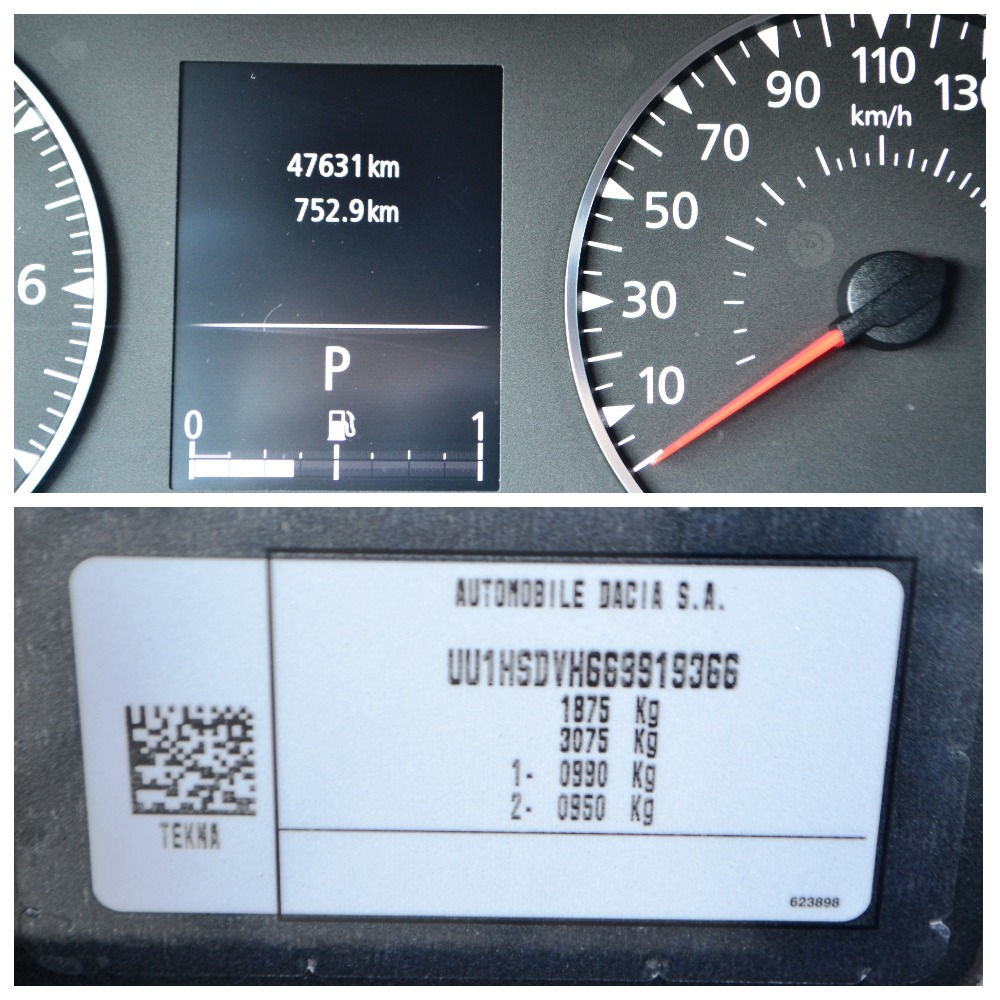 90 110 130
km/h
70
50
30
10
6
47631 km
752.9 km
P
0 1
AUTOMOBILE DACIA S.A.
UU1HSDVH669919366
1875 Kg
3075 Kg
1- 0990 Kg
2- 0950 Kg
TEKNA
623898